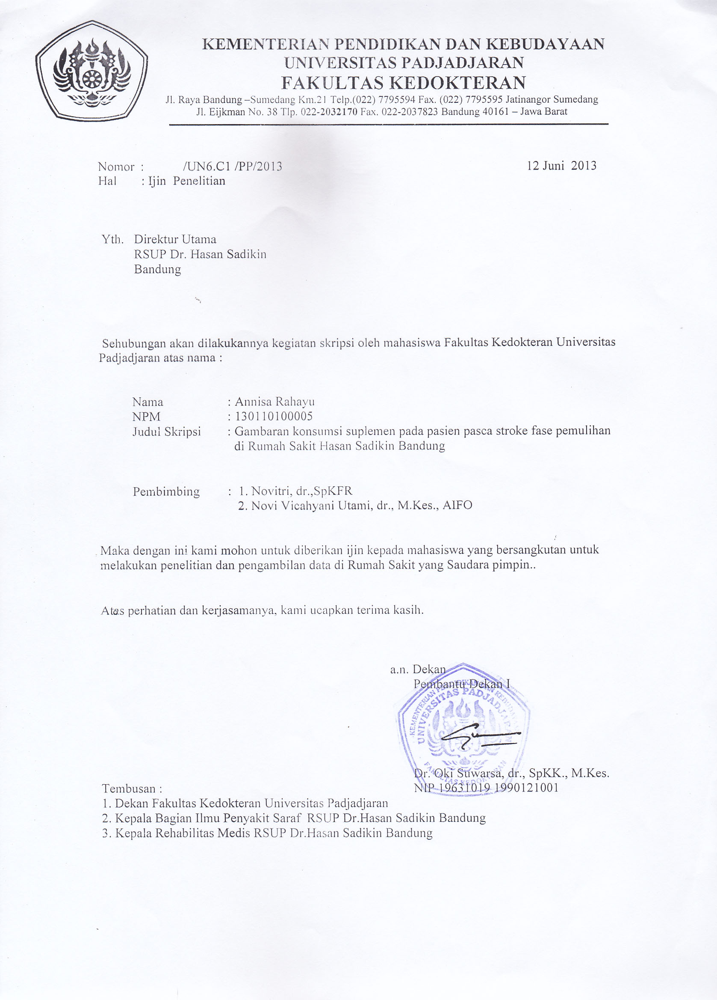 KEMENTERIAN PENDIDIKAN DAN KEBUDAYAAN
UNIVERSITAS PADJADJARAN
FAKULTAS KEDOKTERAN
Jl. Raya Bandung –Sumedang Km.21 Telp.(022) 7795594 Fax. (022) 7795595 Jatinangor Sumedang
Jl. Eijkman No. 38 Tlp. 022-2032170 Fax. 022-2037823 Bandung 40161 – Jawa Barat
Nomor : /UN6.C1 /PP/2013 12 Juni 2013
Hal : Ijin Penelitian
Yth. Direktur Utama
RSUP Dr. Hasan Sadikin
Bandung
Sehubungan akan dilakukannya kegiatan skripsi oleh mahasiswa Fakultas Kedokteran Universitas
Padjadjaran atas nama :
Nama : Annisa Rahayu
NPM : 130110100005
Judul Skripsi : Gambaran konsumsi suplemen pada pasien pasca stroke fase pemulihan
di Rumah Sakit Hasan Sadikin Bandung
Pembimbing : 1. Novitri, dr.,SpKFR
2. Novi Vicahyani Utami, dr., M.Kes., AIFO
Maka dengan ini kami mohon untuk diberikan ijin kepada mahasiswa yang bersangkutan untuk
melakukan penelitian dan pengambilan data di Rumah Sakit yang Saudara pimpin..
Atas perhatian dan kerjasamanya, kami ucapkan terima kasih.
a.n. Dekan
Pembantu Dekan I
KEMENTERIAN PENDIDIKAN DAN KEBUDAYAAN
UNIVERSITAS PADJADJARAN
FAKULTAS KEDOKTERAN
Dr. Oki Suwarsa, dr., SpKK., M.Kes.
NIP 19631019 1990121001
Tembusan :
1. Dekan Fakultas Kedokteran Universitas Padjadjaran
2. Kepala Bagian Ilmu Penyakit Saraf RSUP Dr.Hasan Sadikin Bandung
3. Kepala Rehabilitas Medis RSUP Dr.Hasan Sadikin Bandung